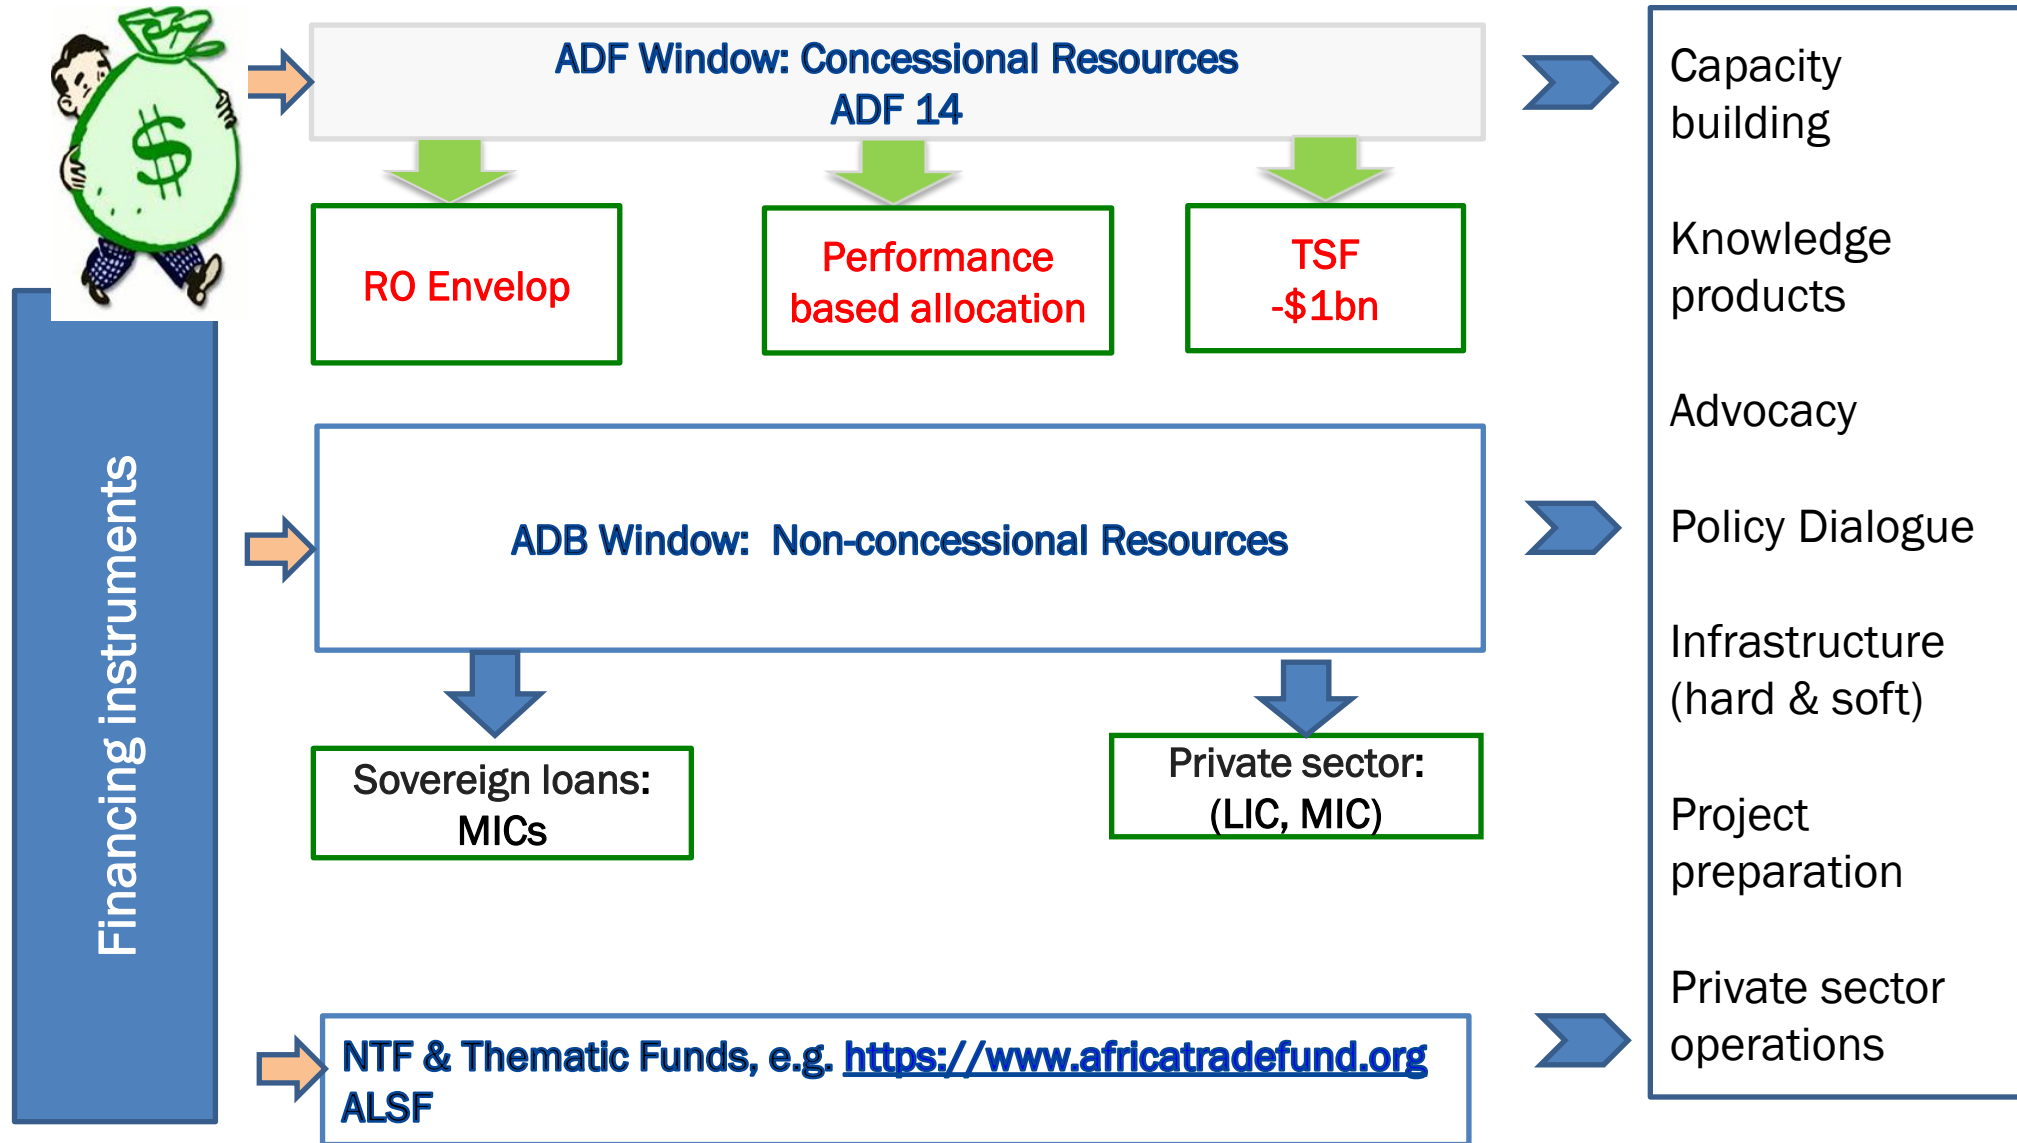 $
Financing instruments
ADF Window: Concessional Resources
ADF 14
RO Envelop
Performance
based allocation
TSF
-$1bn
ADB Window: Non-concessional Resources
Sovereign loans:
MICs
Private sector:
(LIC, MIC)
NTF & Thematic Funds, e.g. https://www.africatradefund.org
ALSF
Capacity
building
Knowledge
products
Advocacy
Policy Dialogue
Infrastructure
(hard & soft)
Project
preparation
Private sector
operations